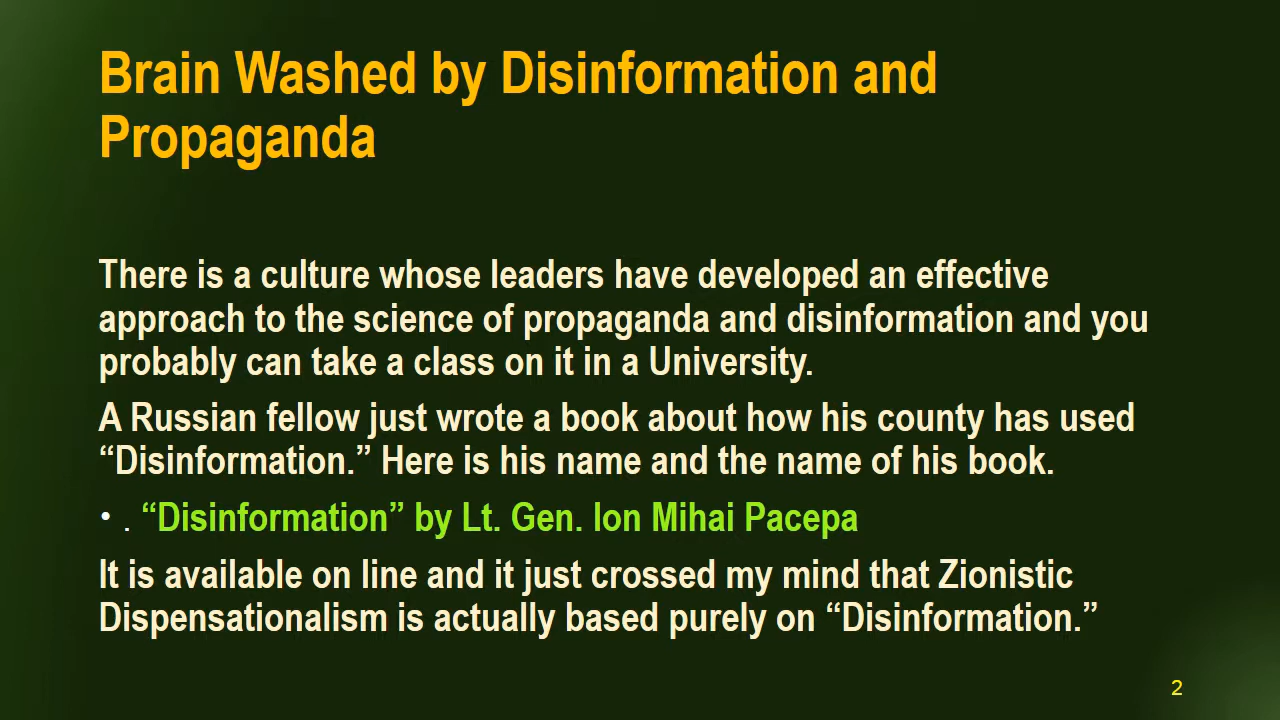 Brain Washed by Disinformation and
Propaganda
There is a culture whose leaders have developed an effective
approach to the science of propaganda and disinformation and you
probably can take a class on it in a University.
A Russian fellow just wrote a book about how his county has used
“Disinformation.” Here is his name and the name of his book.
• . “Disinformation” by Lt. Gen. Ion Mihai Pacepa
It is available on line and it just crossed my mind that Zionistic
Dispensationalism is actually based purely on “Disinformation.”
2